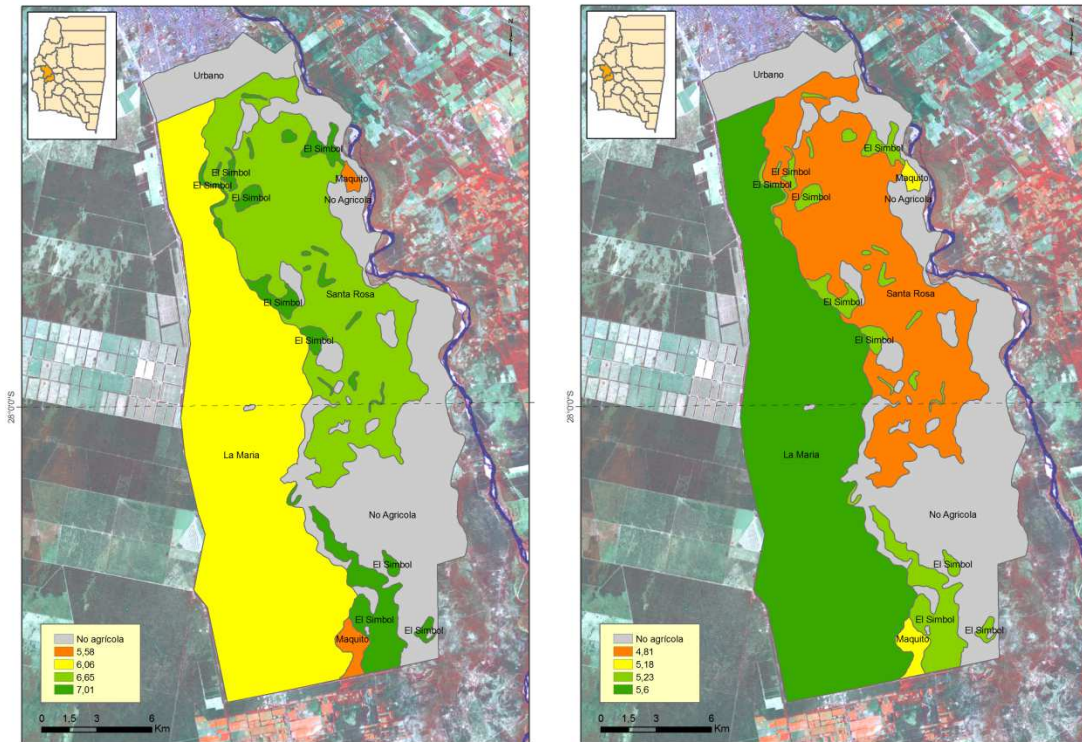 Urbano
El Simbol
El Simbol
Maquito
El Simbol
El Simbol
No Agricola
Santa Rosa
El Simbol
El Simbol
28°0'0"S
La Maria
No Agricola
El Simbol
El Simbol
El Simbol
Maquito
No agrícola
5,58
6,06
6,65
7,01
0 1,5 3 6
Km
Urbano
El Simbol
El Simbol
Maquito
El Simbol
El Simbol
No Agricola
Santa Rosa
El Simbol
El Simbol
28°0'0"S
La Maria
No Agricola
El Simbol
El Simbol
El Simbol
Maquito
No agrícola
4,81
5,18
5,23
5,6
0 1,5 3 6
Km